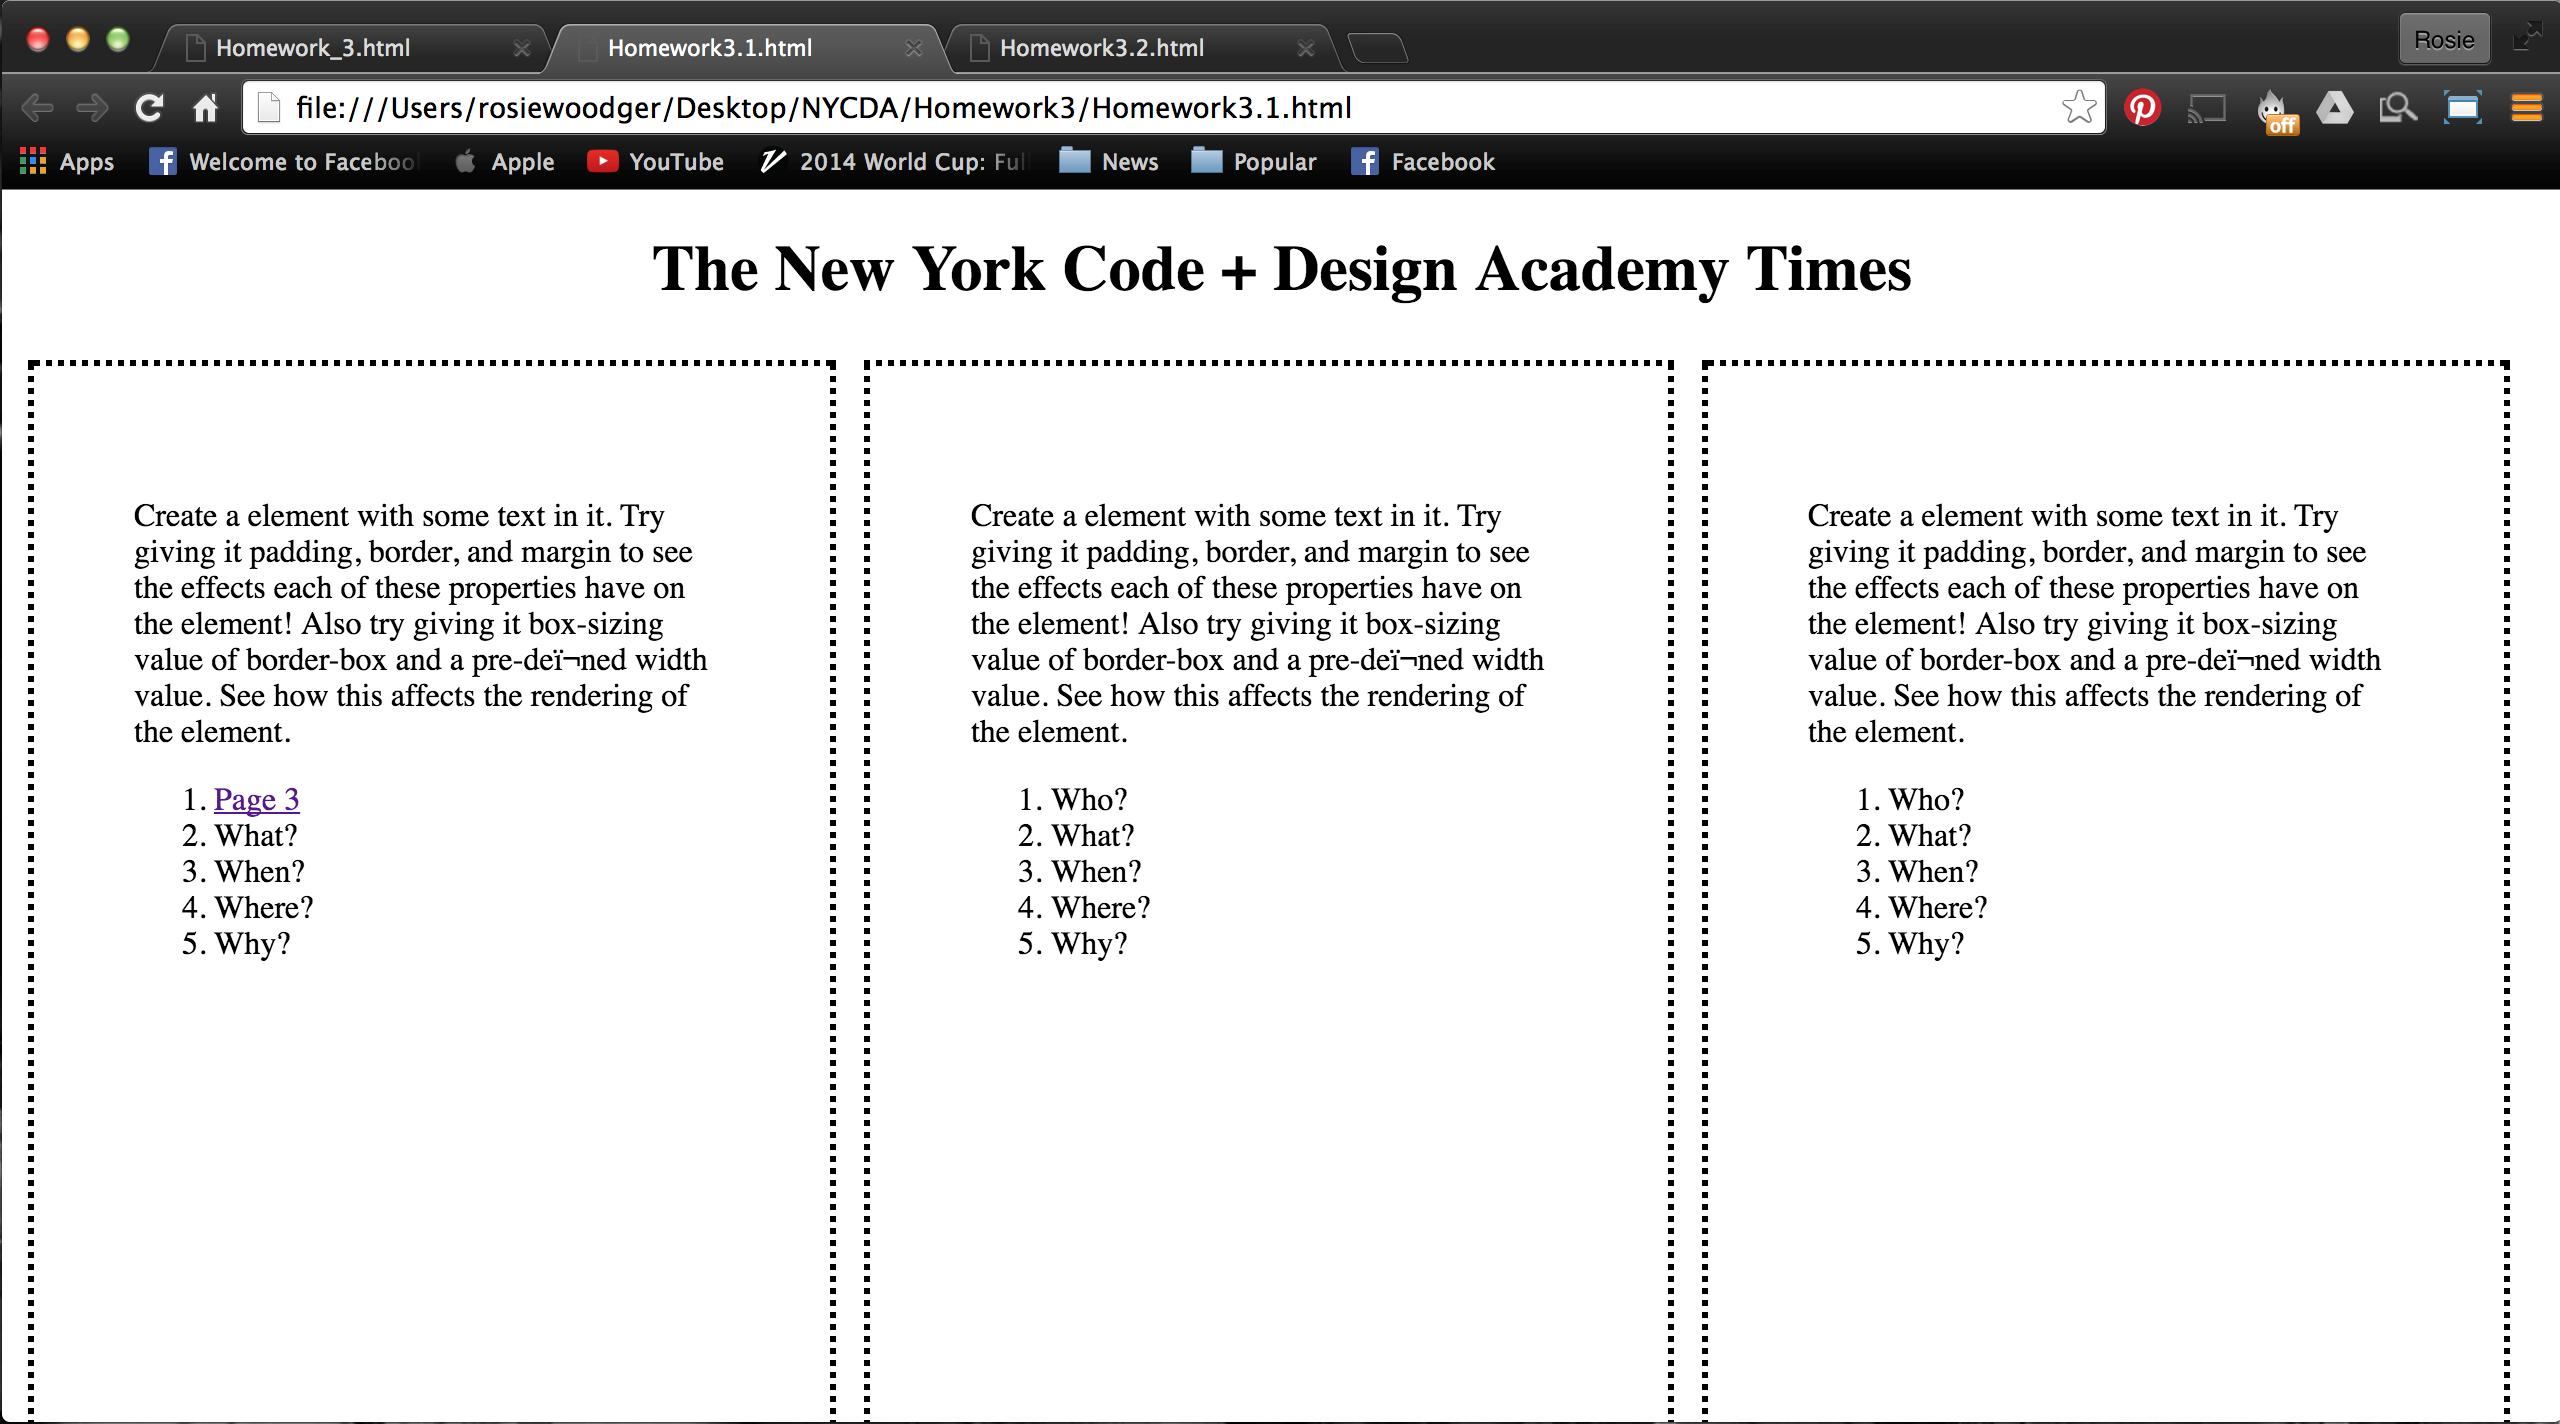 Homework_3.html
Homework3.1.html
Homework3.2.html
Rosie
file:///Users/rosiewoodger/Desktop/NYCDA/Homework3/Homework3.1.html
off
Apps
Welcome to Faceboo
Apple
YouTube
2014 World Cup: Ful
News
Popular
Facebook
The New York Code + Design Academy Times
Create a element with some text in it. Try
giving it padding, border, and margin to see
the effects each of these properties have on
the element! Also try giving it box-sizing
value of border-box and a pre-deï¬ned width
value. See how this affects the rendering of
the element.
1. Page 3
2. What?
3. When?
4. Where?
5. Why?
Create a element with some text in it. Try
giving it padding, border, and margin to see
the effects each of these properties have on
the element! Also try giving it box-sizing
value of border-box and a pre-deï¬ned width
value. See how this affects the rendering of
the element.
1. Who?
2. What?
3. When?
4. Where?
5. Why?
Create a element with some text in it. Try
giving it padding, border, and margin to see
the effects each of these properties have on
the element! Also try giving it box-sizing
value of border-box and a pre-deï¬ned width
value. See how this affects the rendering of
the element.
1. Who?
2. What?
3. When?
4. Where?
5. Why?